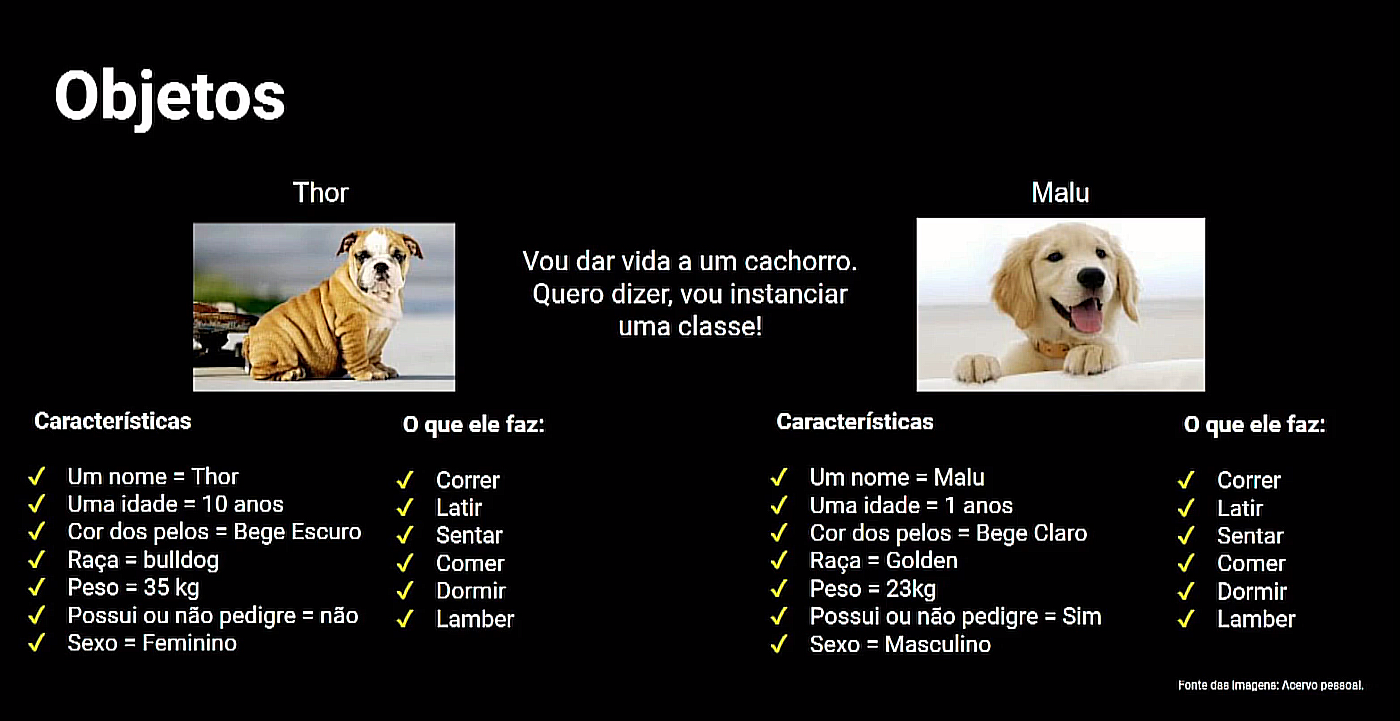 Objetos
Thor
Malu
Vou dar vida a um cachorro.
Quero dizer, vou instanciar
uma classe!
Características
Um nome = Thor
Uma idade = 10 anos
Cor dos pelos = Bege Escuro
Raça = bulldog
Peso = 35 kg
Possui ou não pedigre = não
Sexo = Feminino
O que ele faz:
Correr
Latir
Sentar
Comer
Dormir
Lamber
Características
Um nome = Malu
Uma idade = 1 anos
Cor dos pelos = Bege Claro
Raça = Golden
Peso = 23kg
Possui ou não pedigre = Sim
Sexo = Masculino
O que ele faz:
Correr
Latir
Sentar
Comer
Dormir
Lamber
Fonte das Imagens: Acervo pessoal.